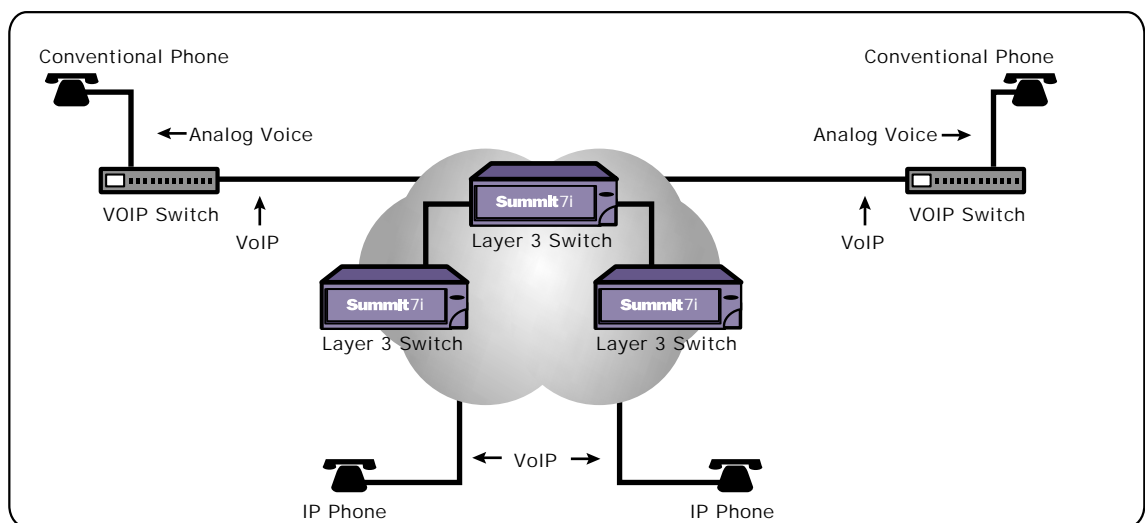 Conventional Phone
Conventional Phone
Analog Voice
Analog Voice
VOIP Switch
VoIP
Summit7i
Layer 3 Switch
VoIP
VOIP Switch
Summit7i
Layer 3 Switch
Summit7i
Layer 3 Switch
VoIP
IP Phone
IP Phone